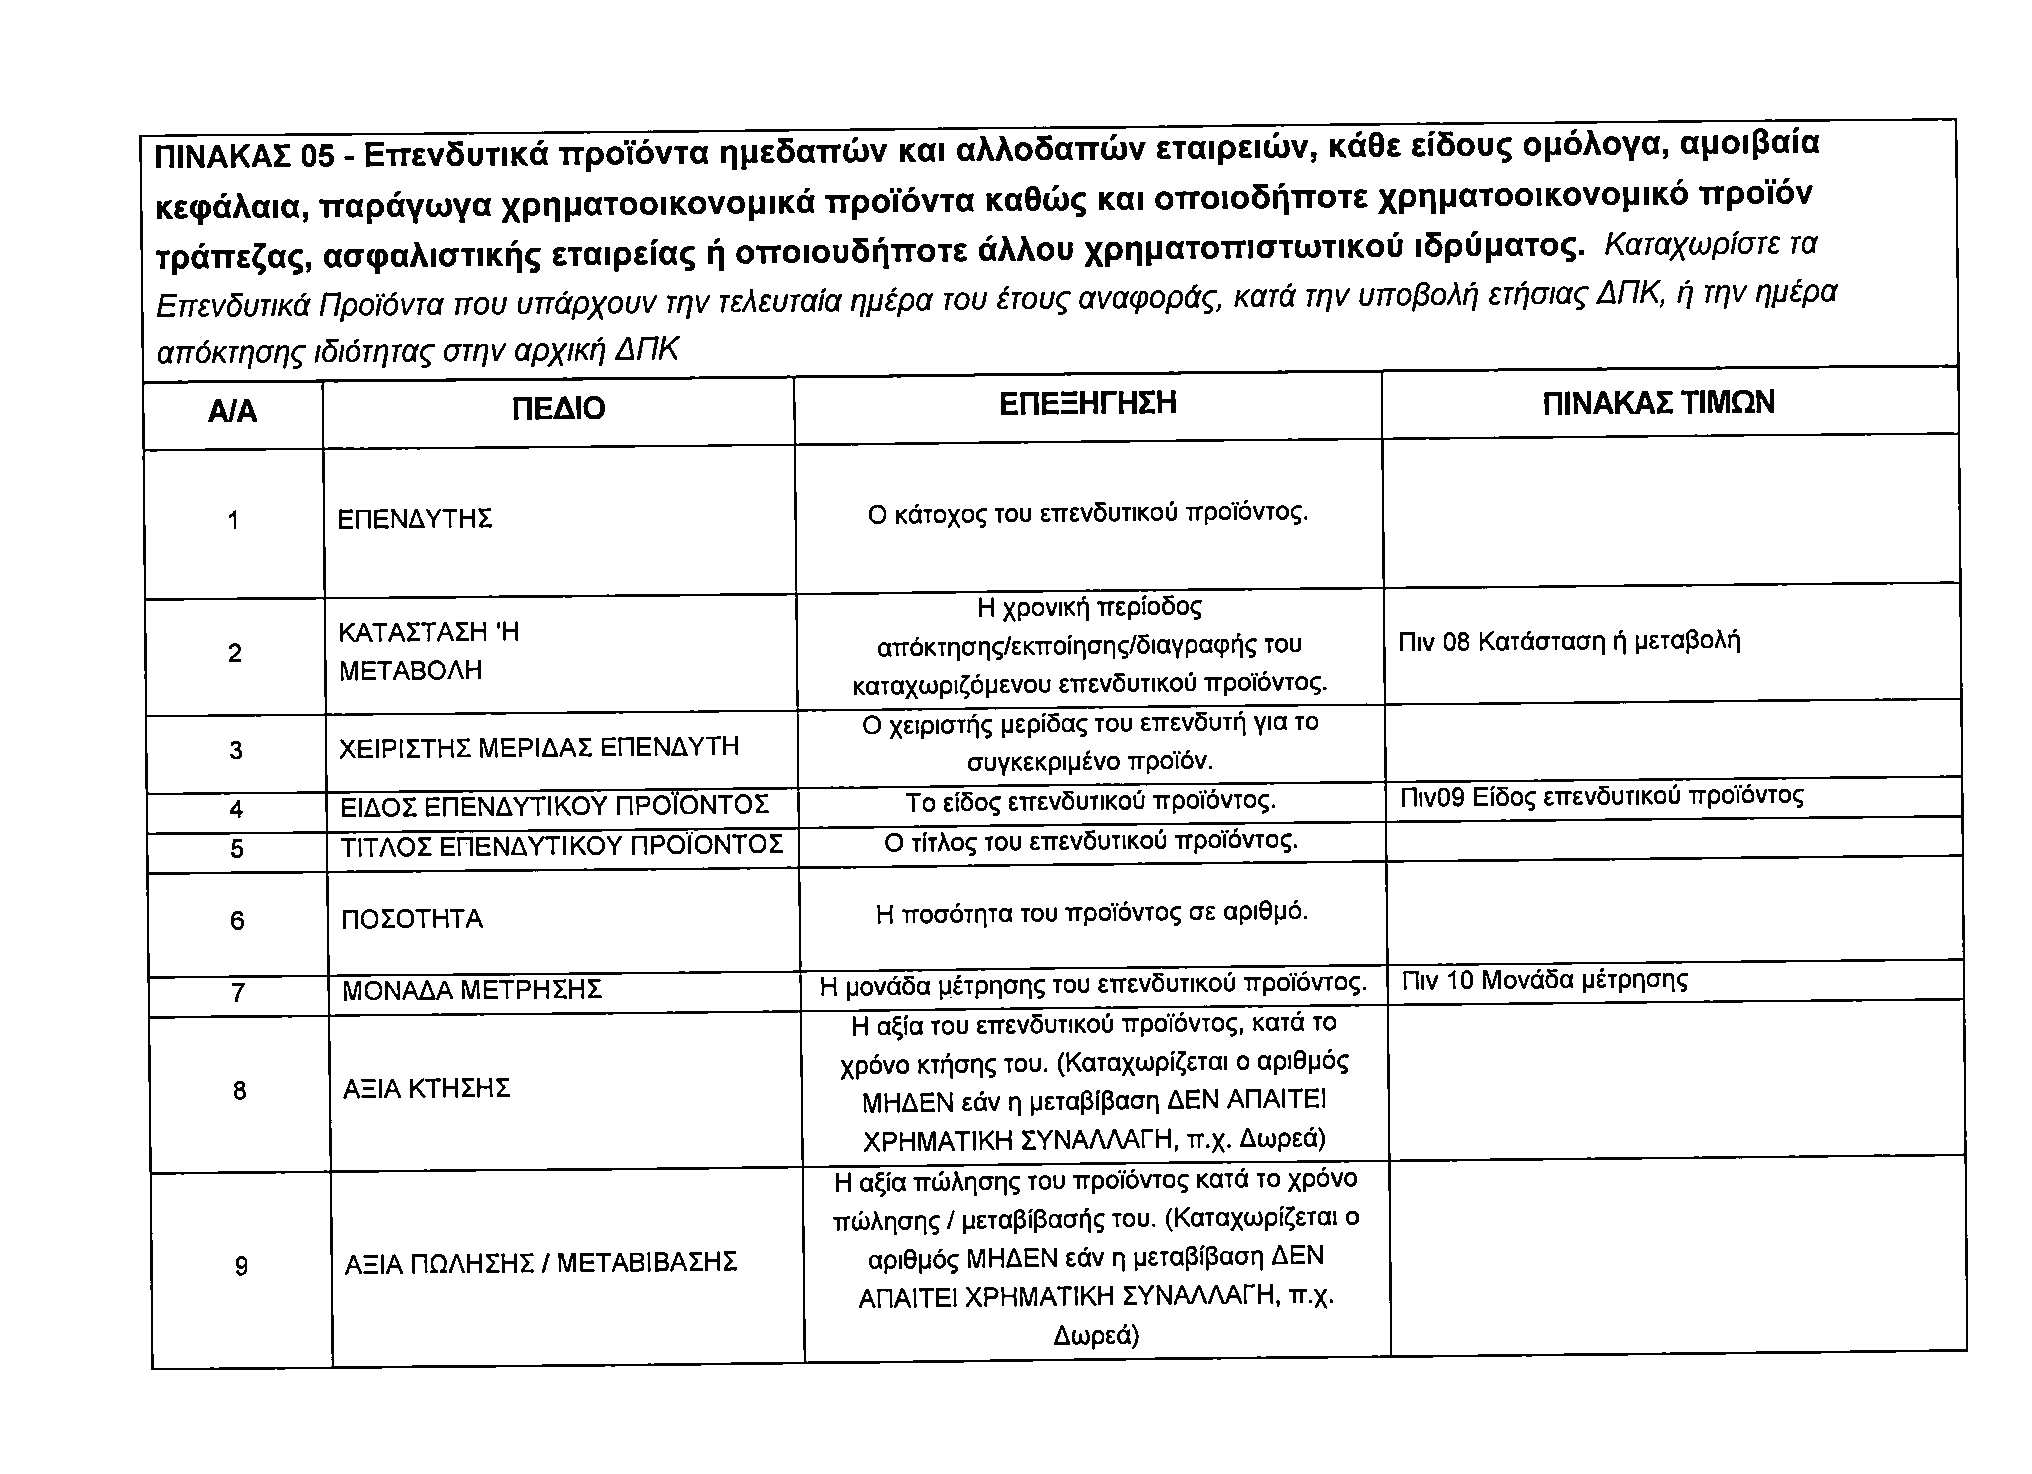 ΠΙΝΑΚΑΣ 05 - Επενδυτικά προϊόντα ημεδαπών και αλλοδαπών εταιρειών, κάθε είδους ομόλογα, αμοιβαία
κεφάλαια, παράγωγα χρηματοοικονομικά προϊόντα καθώς και οποιοδήποτε χρηματοοικονομικό προϊόν
τράπεζας, ασφαλιστικής εταιρείας ή οποιουδήποτε άλλου χρηματοπιστωτικού ιδρύματος. Καταχωρίστε τα
Επενδυτικά Προϊόντα που υπάρχουν την τελευταία ημέρα του έτους αναφοράς, κατά την υποβολή ετήσιας ΔΠΚ, ή την ημέρα
απόκτησης ιδιότητας στην αρχική ΔΠΚ
Α/Α ΠΕΔΙΟ ΕΠΕΞΗΓΗΣΗ ΠΙΝΑΚΑΣ ΤΙΜΩΝ
1 ΕΠΕΝΔΥΤΗΣ Ο κάτοχος του επενδυτικού προϊόντος.
2
ΚΑΤΑΣΤΑΣΗ 'Η
ΜΕΤΑΒΟΛΗ
Η χρονική περίοδος
απόκτησης/εκποίησης/διαγραφής του
καταχωριζόμενου επενδυτικού προϊόντος.
Πιν 08 Κατάσταση ή μεταβολή
3 ΧΕΙΡΙΣΤΗΣ ΜΕΡΙΔΑΣ ΕΠΕΝΔΥΤΗ
Ο χειριστής μερίδας του επενδυτή για το
συγκεκριμένο προϊόν.
4 ΕΙΔΟΣ ΕΠΕΝΔΥΤΙΚΟΥ ΠΡΟΪΟΝΤΟΣ Το είδος επενδυτικού προϊόντος. Πιν09 Είδος επενδυτικού προϊόντος
5 ΤΙΤΛΟΣ ΕΠΕΝΔΥΤΙΚΟΥ ΠΡΟΪΟΝΤΟΣ Ο τίτλος του επενδυτικού προϊόντος.
6 ΠΟΣΟΤΗΤΑ Η ποσότητα του προϊόντος σε αριθμό.
7 ΜΟΝΑΔΑ ΜΕΤΡΗΣΗΣ Η μονάδα μέτρησης του επενδυτικού προϊόντος. Πιν 10 Μονάδα μέτρησης
8 ΑΞΙΑ ΚΤΗΣΗΣ
Η αξία του επενδυτικού προϊόντος, κατά το
χρόνο κτήσης του. (Καταχωρίζεται ο αριθμός
ΜΗΔΕΝ εάν η μεταβίβαση ΔΕΝ ΑΠΑΙΤΕΙ
ΧΡΗΜΑΤΙΚΗ ΣΥΝΑΛΛΑΓΗ, π.χ. Δωρεά)
9 ΑΞΙΑ ΠΩΛΗΣΗΣ / ΜΕΤΑΒΙΒΑΣΗΣ
Η αξία πώλησης του προϊόντος κατά το χρόνο
πώλησης / μεταβίβασής του. (Καταχωρίζεται ο
αριθμός ΜΗΔΕΝ εάν η μεταβίβαση ΔΕΝ
ΑΠΑΙΤΕΙ ΧΡΗΜΑΤΙΚΗ ΣΥΝΑΛΛΑΓΗ, π.χ.
Δωρεά)